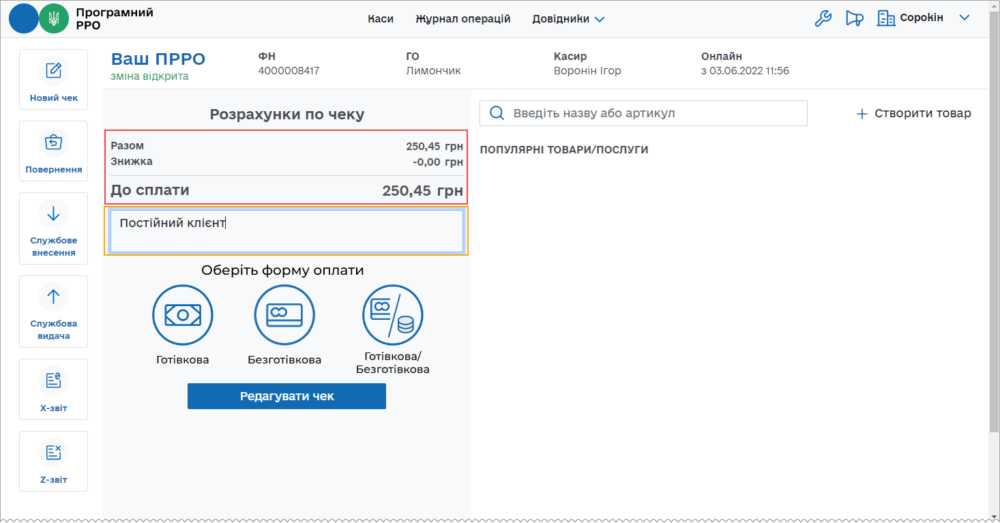 Програмний
РРО
Каси
Журнал операцій
Довідники
Сорокін
Новий чек
Повернення
Службове
внесення
Службова
видача
X-звіт
Z-звіт
Ваш ПРРО
зміна відкрита
ФН
4000008417
ГО
Лимончик
Касир
Воронін Ігор
Онлайн
з 03.06.2022 11:56
Розрахунки по чеку
Разом 250,45 грн
Знижка -0,00 грн
До сплати 250,45 грн
Постійний клієнт
Оберіть форму оплати
Готівкова
Безготівкова
Готівкова/
Безготівкова
Редагувати чек
Введіть назву або артикул
Створити товар
ПОПУЛЯРНІ ТОВАРИ/ПОСЛУГИ